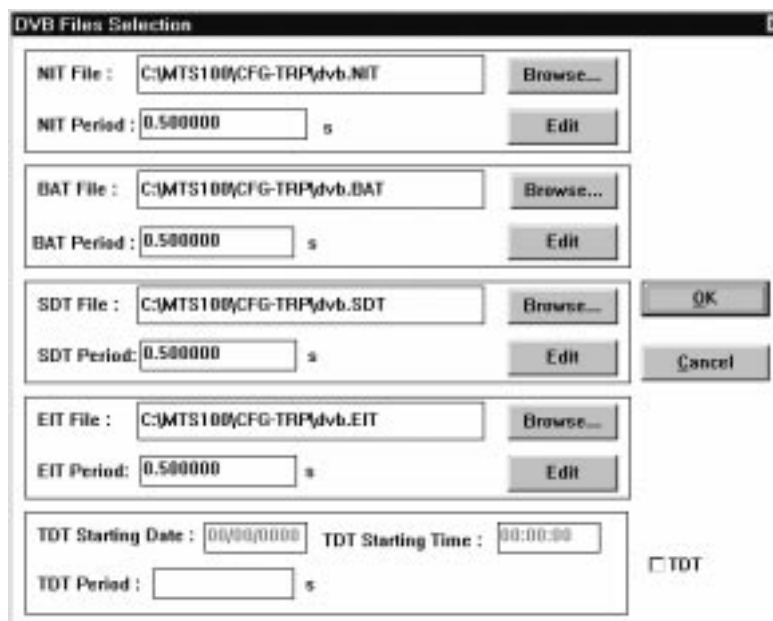 DVB Files Selection
NIT File : C:\MTS100\CFG-TRP\dvb.NIT Browse...
NIT Period : 0.500000 s Edit
BAT File : C:\MTS100\CFG-TRP\dvb.BAT Browse...
BAT Period : 0.500000 s Edit
SDT File : C:\MTS100\CFG-TRP\dvb.SDT Browse...
OK
SDT Period: 0.500000 s Edit
Cancel
EIT File : C:\MTS100\CFG-TRP\dvb.EIT Browse...
EIT Period: 0.500000 s Edit
TDT Starting Date : 00/00/0000 TDT Starting Time : 00:00:00
TDT
TDT Period : s